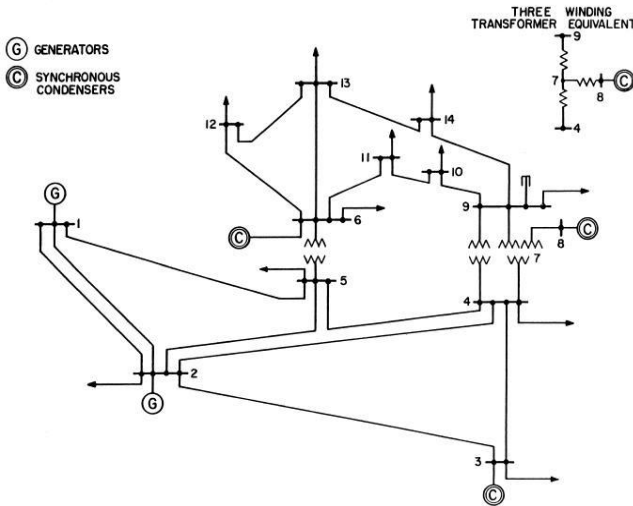 THREE WINDING
TRANSFORMER EQUIVALENT
9
7
C
8
4
G GENERATORS
C SYNCHRONOUS
CONDENSERS
13
12
14
11
10
9
G
1
C
6
8
C
7
5
4
2
G
3
C